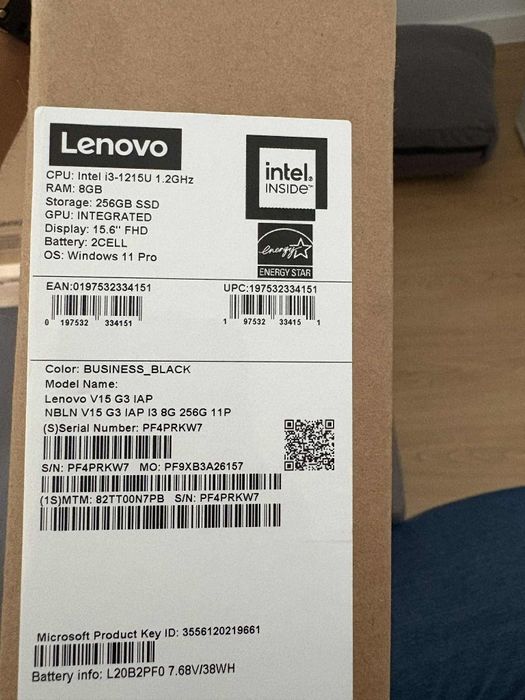 Lenovo
CPU: Intel i3-1215U 1.2GHz
RAM: 8GB
Storage: 256GB SSD
GPU: INTEGRATED
Display: 15.6" FHD
Battery: 2CELL
OS: Windows 11 Pro
intel.
INSIDE™
energy
ENERGY STAR
EAN:0197532334151 UPC:197532334151
0 197532 334151 1 97532 33415 1
Color: BUSINESS_BLACK
Model Name:
Lenovo V15 G3 IAP
NBLN V15 G3 IAP I3 8G 256G 11P
(S)Serial Number: PF4PRKW7
S/N: PF4PRKW7 MO: PF9XB3A26157
(1S)MTM: 82TT00N7PB S/N: PF4PRKW7
Microsoft Product Key ID: 3556120219661
Battery info: L20B2PF0 7.68V/38WH